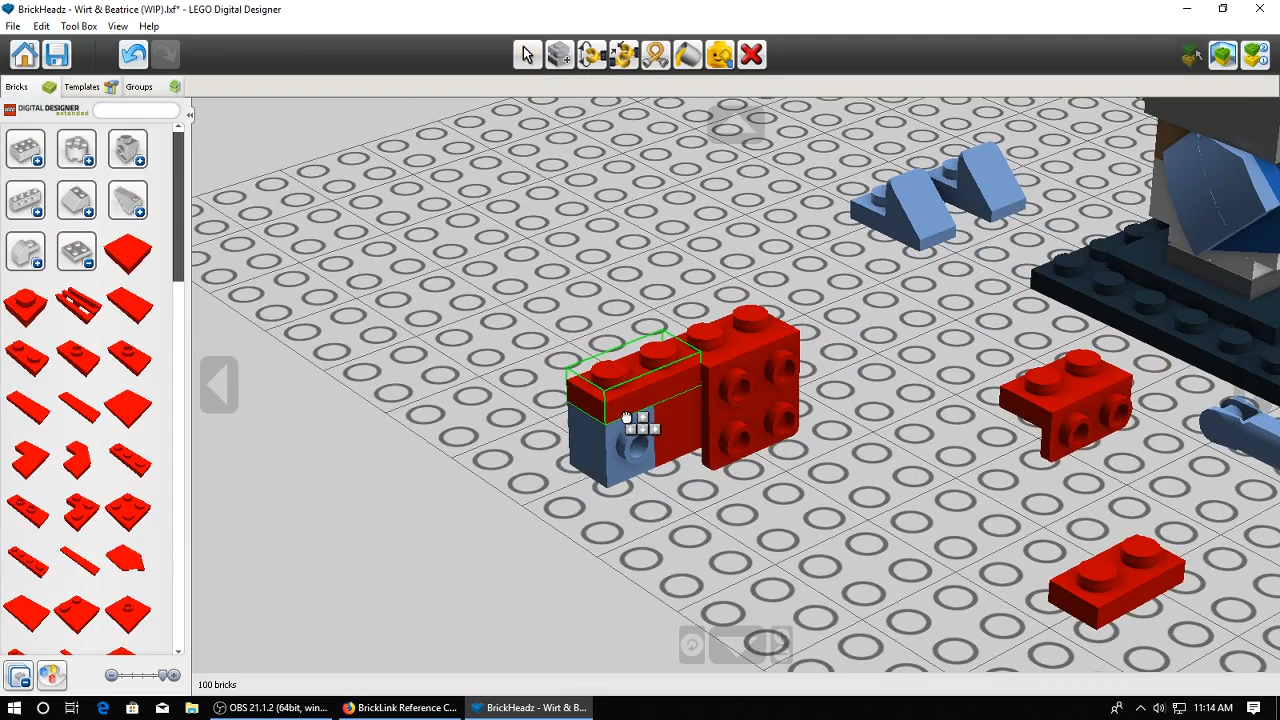 BrickHeadz - Wirt & Beatrice (WIP).lxf* - LEGO Digital Designer
File Edit Tool Box View Help
Bricks Templates Groups
LEGO DIGITAL DESIGNER
extended
100 bricks
OBS 21.1.2 (64bit, win... BrickLink Reference C... BrickHeadz - Wirt & B... 11:14 AM